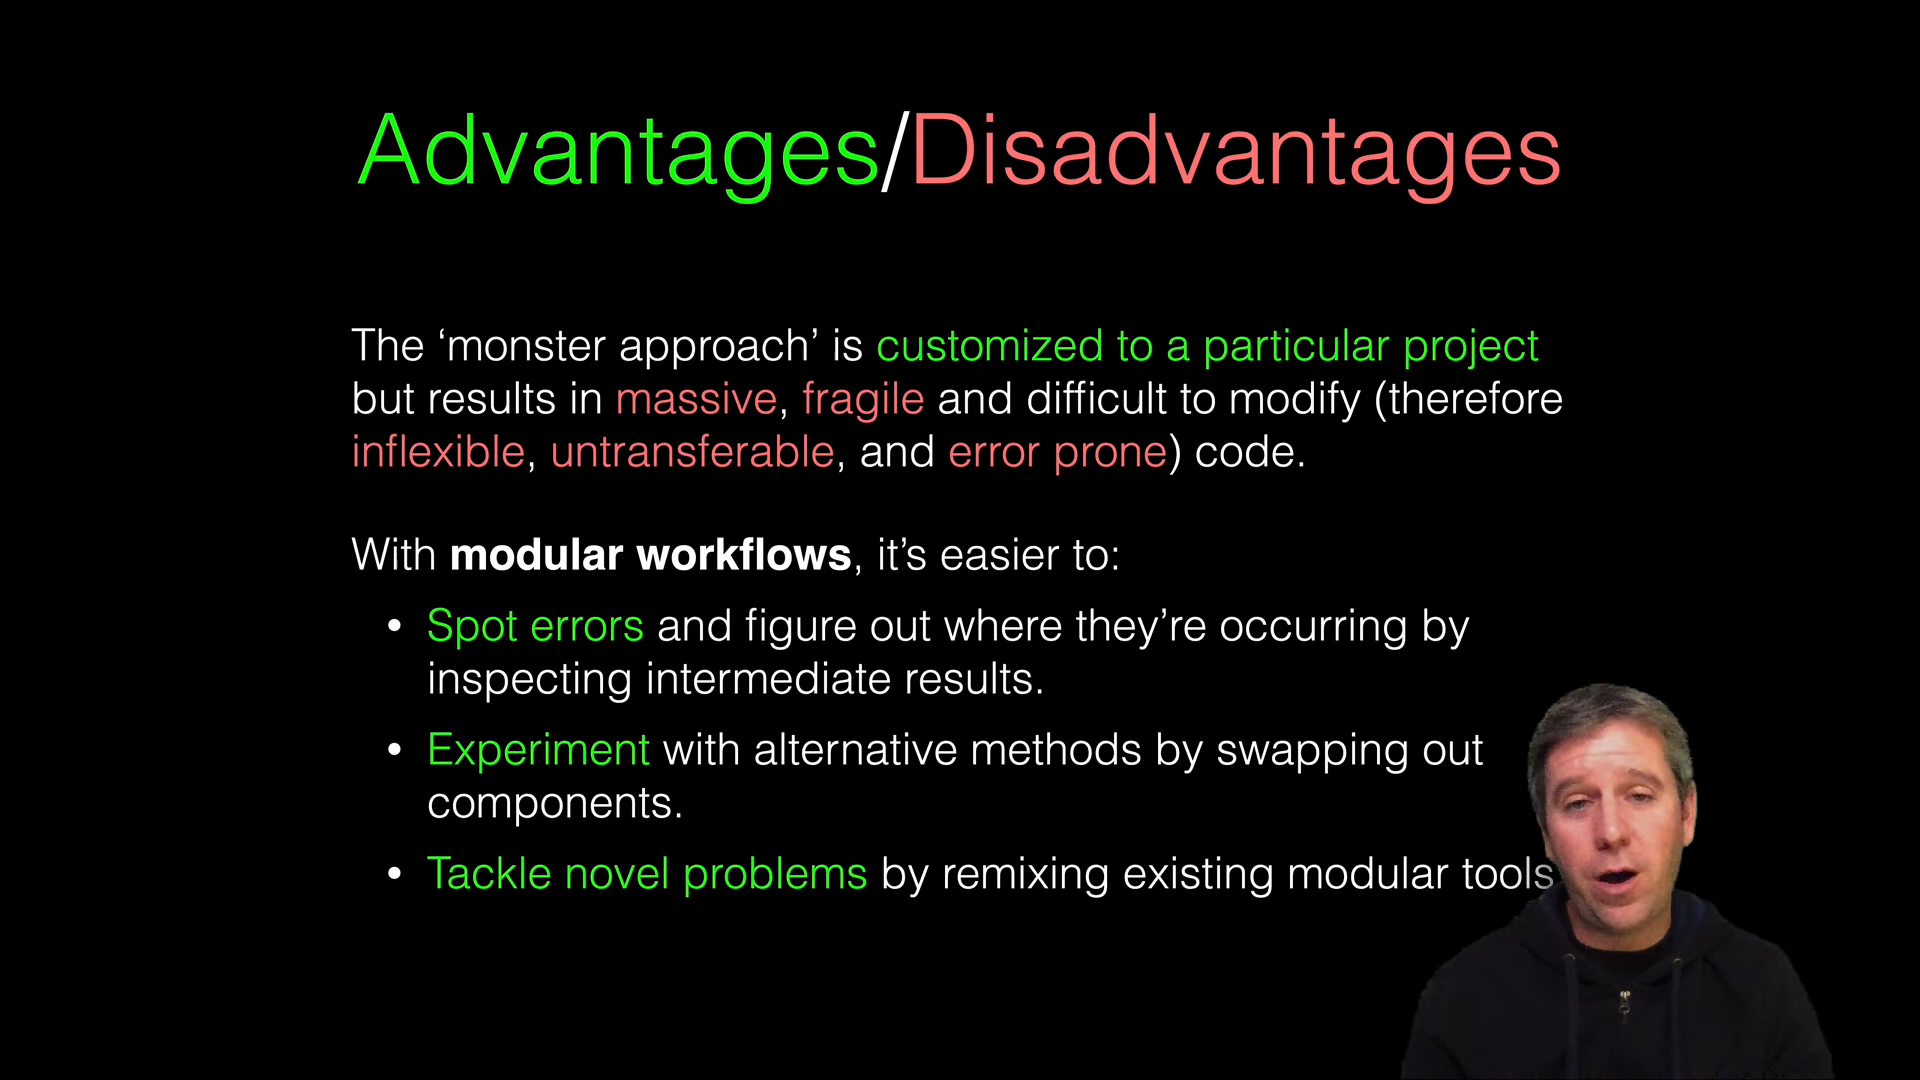 Advantages/Disadvantages
The ‘monster approach’ is customized to a particular project
but results in massive, fragile and difficult to modify (therefore
inflexible, untransferable, and error prone) code.
With modular workflows, it’s easier to:
• Spot errors and figure out where they’re occurring by
inspecting intermediate results.
• Experiment with alternative methods by swapping out
components.
• Tackle novel problems by remixing existing modular tools